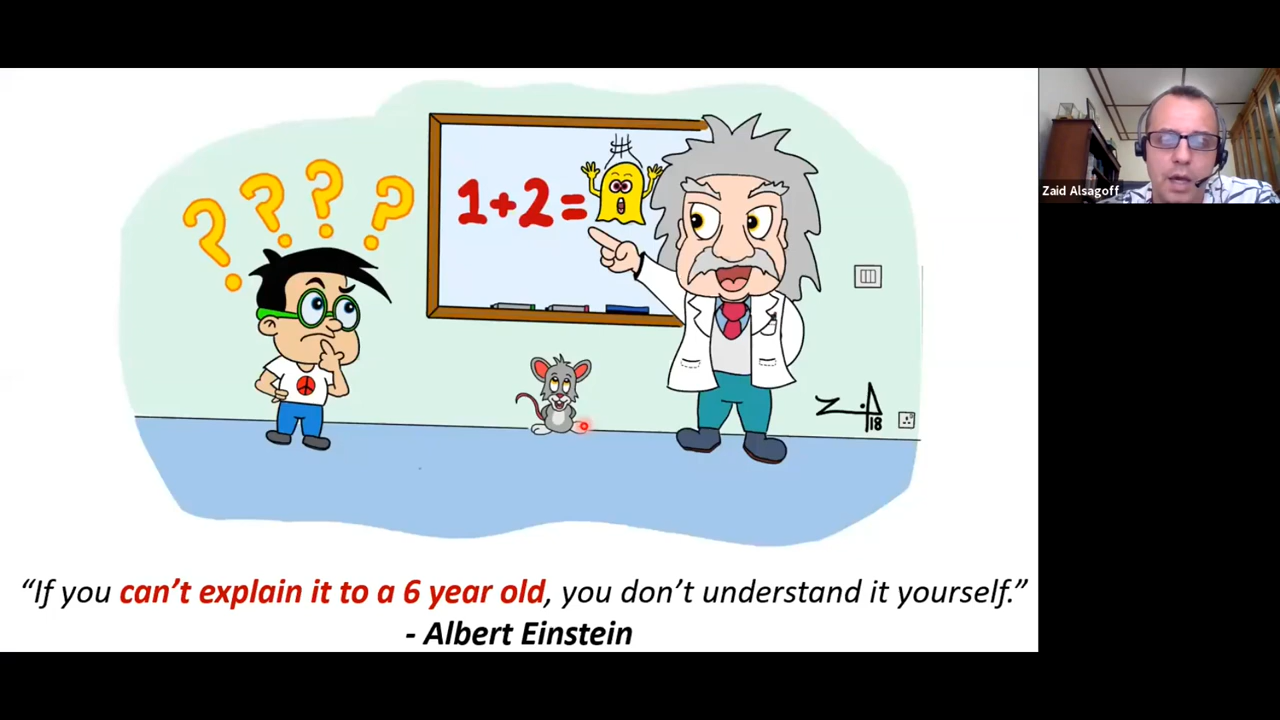 ? ? ? ?
1+2=
Zaid Alsagoff
18
“If you can’t explain it to a 6 year old, you don’t understand it yourself.”
- Albert Einstein